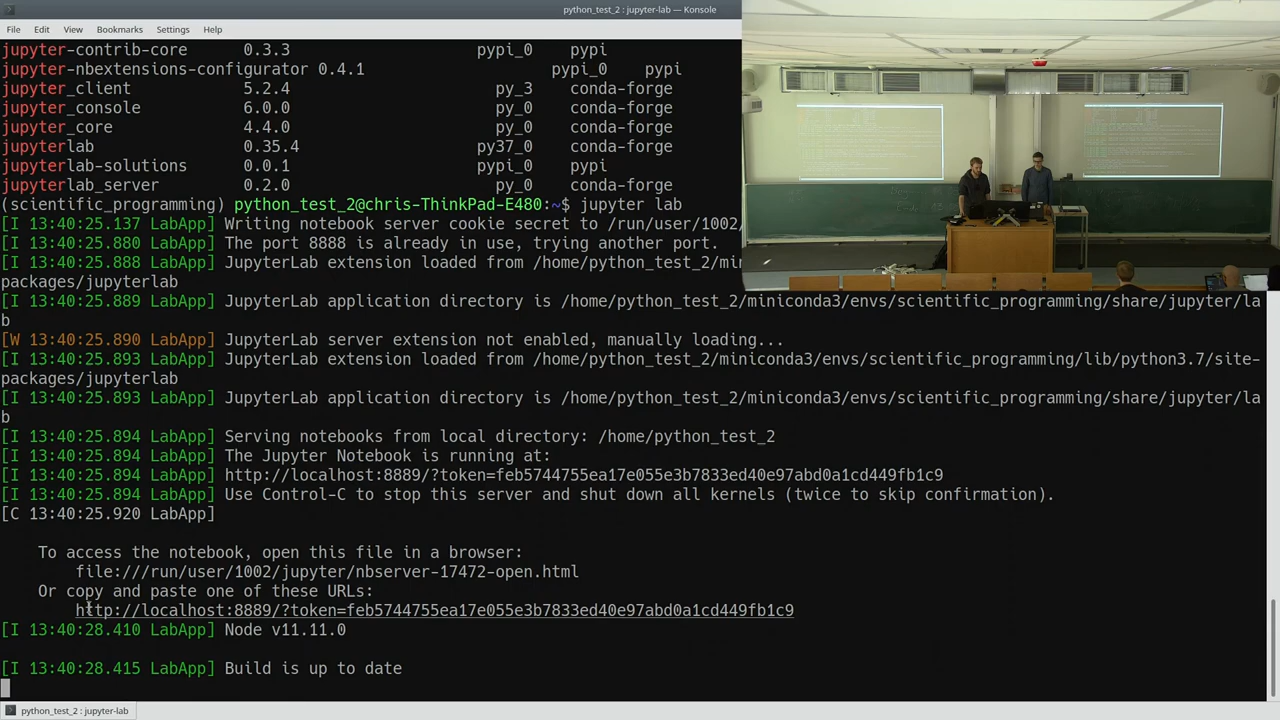 python_test_2 : jupyter-lab — Konsole
File Edit View Bookmarks Settings Help
jupyter-contrib-core 0.3.3 pypi_0 pypi
jupyter-nbextensions-configurator 0.4.1 pypi_0 pypi
jupyter_client 5.2.4 py_3 conda-forge
jupyter_console 6.0.0 py_0 conda-forge
jupyter_core 4.4.0 py_0 conda-forge
jupyterlab 0.35.4 py37_0 conda-forge
jupyterlab-solutions 0.0.1 pypi_0 pypi
jupyterlab_server 0.2.0 py_0 conda-forge
(scientific_programming) python_test_2@chris-ThinkPad-E480:~$ jupyter lab
[I 13:40:25.137 LabApp] Writing notebook server cookie secret to /run/user/1002/
[I 13:40:25.880 LabApp] The port 8888 is already in use, trying another port.
[I 13:40:25.888 LabApp] JupyterLab extension loaded from /home/python_test_2/min
packages/jupyterlab
[I 13:40:25.889 LabApp] JupyterLab application directory is /home/python_test_2/miniconda3/envs/scientific_programming/share/jupyter/la
b
[W 13:40:25.890 LabApp] JupyterLab server extension not enabled, manually loading...
[I 13:40:25.893 LabApp] JupyterLab extension loaded from /home/python_test_2/miniconda3/envs/scientific_programming/lib/python3.7/site-
packages/jupyterlab
[I 13:40:25.893 LabApp] JupyterLab application directory is /home/python_test_2/miniconda3/envs/scientific_programming/share/jupyter/la
b
[I 13:40:25.894 LabApp] Serving notebooks from local directory: /home/python_test_2
[I 13:40:25.894 LabApp] The Jupyter Notebook is running at:
[I 13:40:25.894 LabApp] http://localhost:8889/?token=feb5744755ea17e055e3b7833ed40e97abd0a1cd449fb1c9
[I 13:40:25.894 LabApp] Use Control-C to stop this server and shut down all kernels (twice to skip confirmation).
[C 13:40:25.920 LabApp]
To access the notebook, open this file in a browser:
file:///run/user/1002/jupyter/nbserver-17472-open.html
Or copy and paste one of these URLs:
http://localhost:8889/?token=feb5744755ea17e055e3b7833ed40e97abd0a1cd449fb1c9
[I 13:40:28.410 LabApp] Node v11.11.0
[I 13:40:28.415 LabApp] Build is up to date
python_test_2 : jupyter-lab